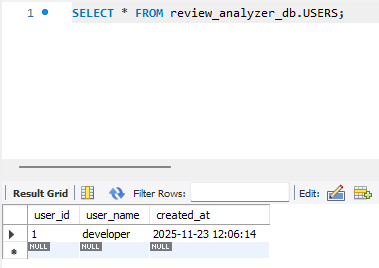 1 SELECT * FROM review_analyzer_db.USERS;
Result Grid Filter Rows: Edit:
user_id user_name created_at
1 developer 2025-11-23 12:06:14
NULL NULL NULL